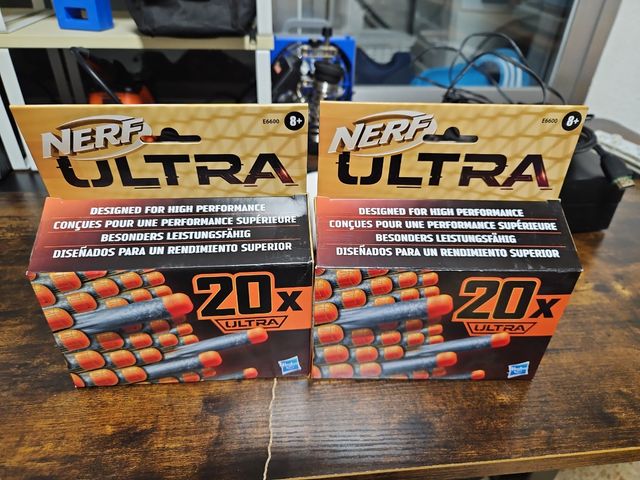 E6600 8+
NERF
ULTRA
DESIGNED FOR HIGH PERFORMANCE
CONÇUES POUR UNE PERFORMANCE SUPÉRIEURE
BESONDERS LEISTUNGSFÄHIG
DISEÑADOS PARA UN RENDIMIENTO SUPERIOR
20x
ULTRA
Hasbro
E6600 8+
NERF
ULTRA
DESIGNED FOR HIGH PERFORMANCE
CONÇUES POUR UNE PERFORMANCE SUPÉRIEURE
BESONDERS LEISTUNGSFÄHIG
DISEÑADOS PARA UN RENDIMIENTO SUPERIOR
20x
ULTRA
Hasbro